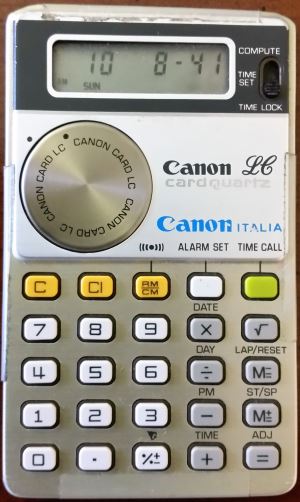 COMPUTE
10 8-41
AM SUN
TIME SET
TIME LOCK
CANON CARD LC CANON CARD LC CANON CARD LC
Canon LC
cardquartz
Canon ITALIA
((( • ))) ALARM SET TIME CALL
C CI RM/CM
DATE
7 8 9 × √
DAY LAP/RESET
4 5 6 ÷ M=
PM ST/SP
1 2 3 − M±
TIME ADJ
0 . %+− + =